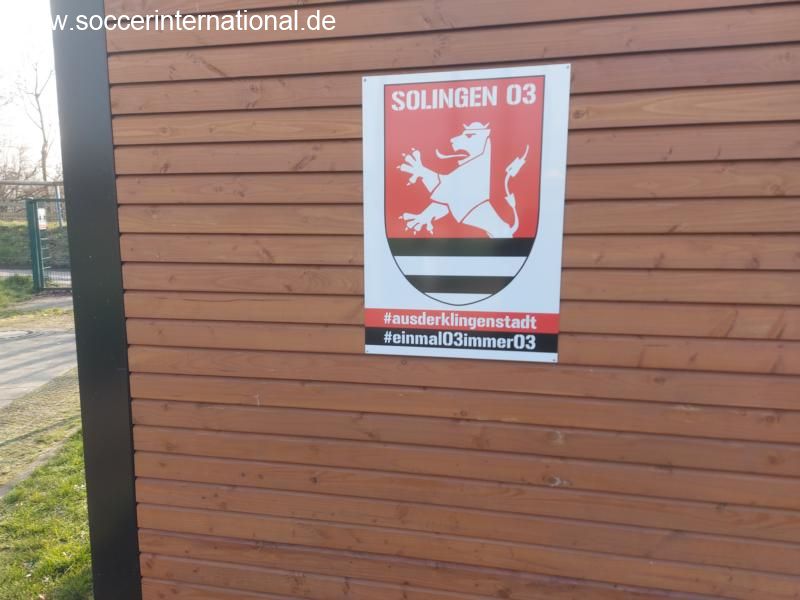 www.soccerinternational.de
SOLINGEN 03
#ausderklingenstadt
#einmal03immer03